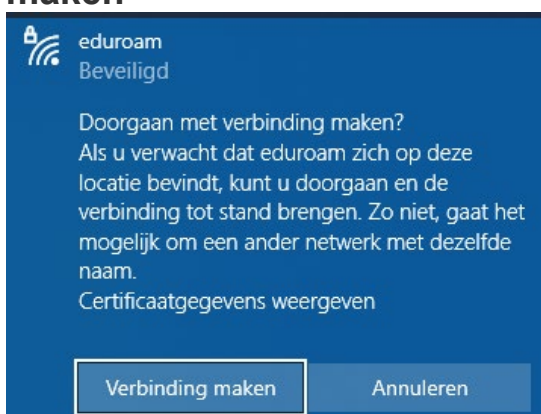 maken
eduroam
Beveiligd
Doorgaan met verbinding maken?
Als u verwacht dat eduroam zich op deze
locatie bevindt, kunt u doorgaan en de
verbinding tot stand brengen. Zo niet, gaat het
mogelijk om een ander netwerk met dezelfde
naam.
Certificaatgegevens weergeven
Verbinding maken
Annuleren